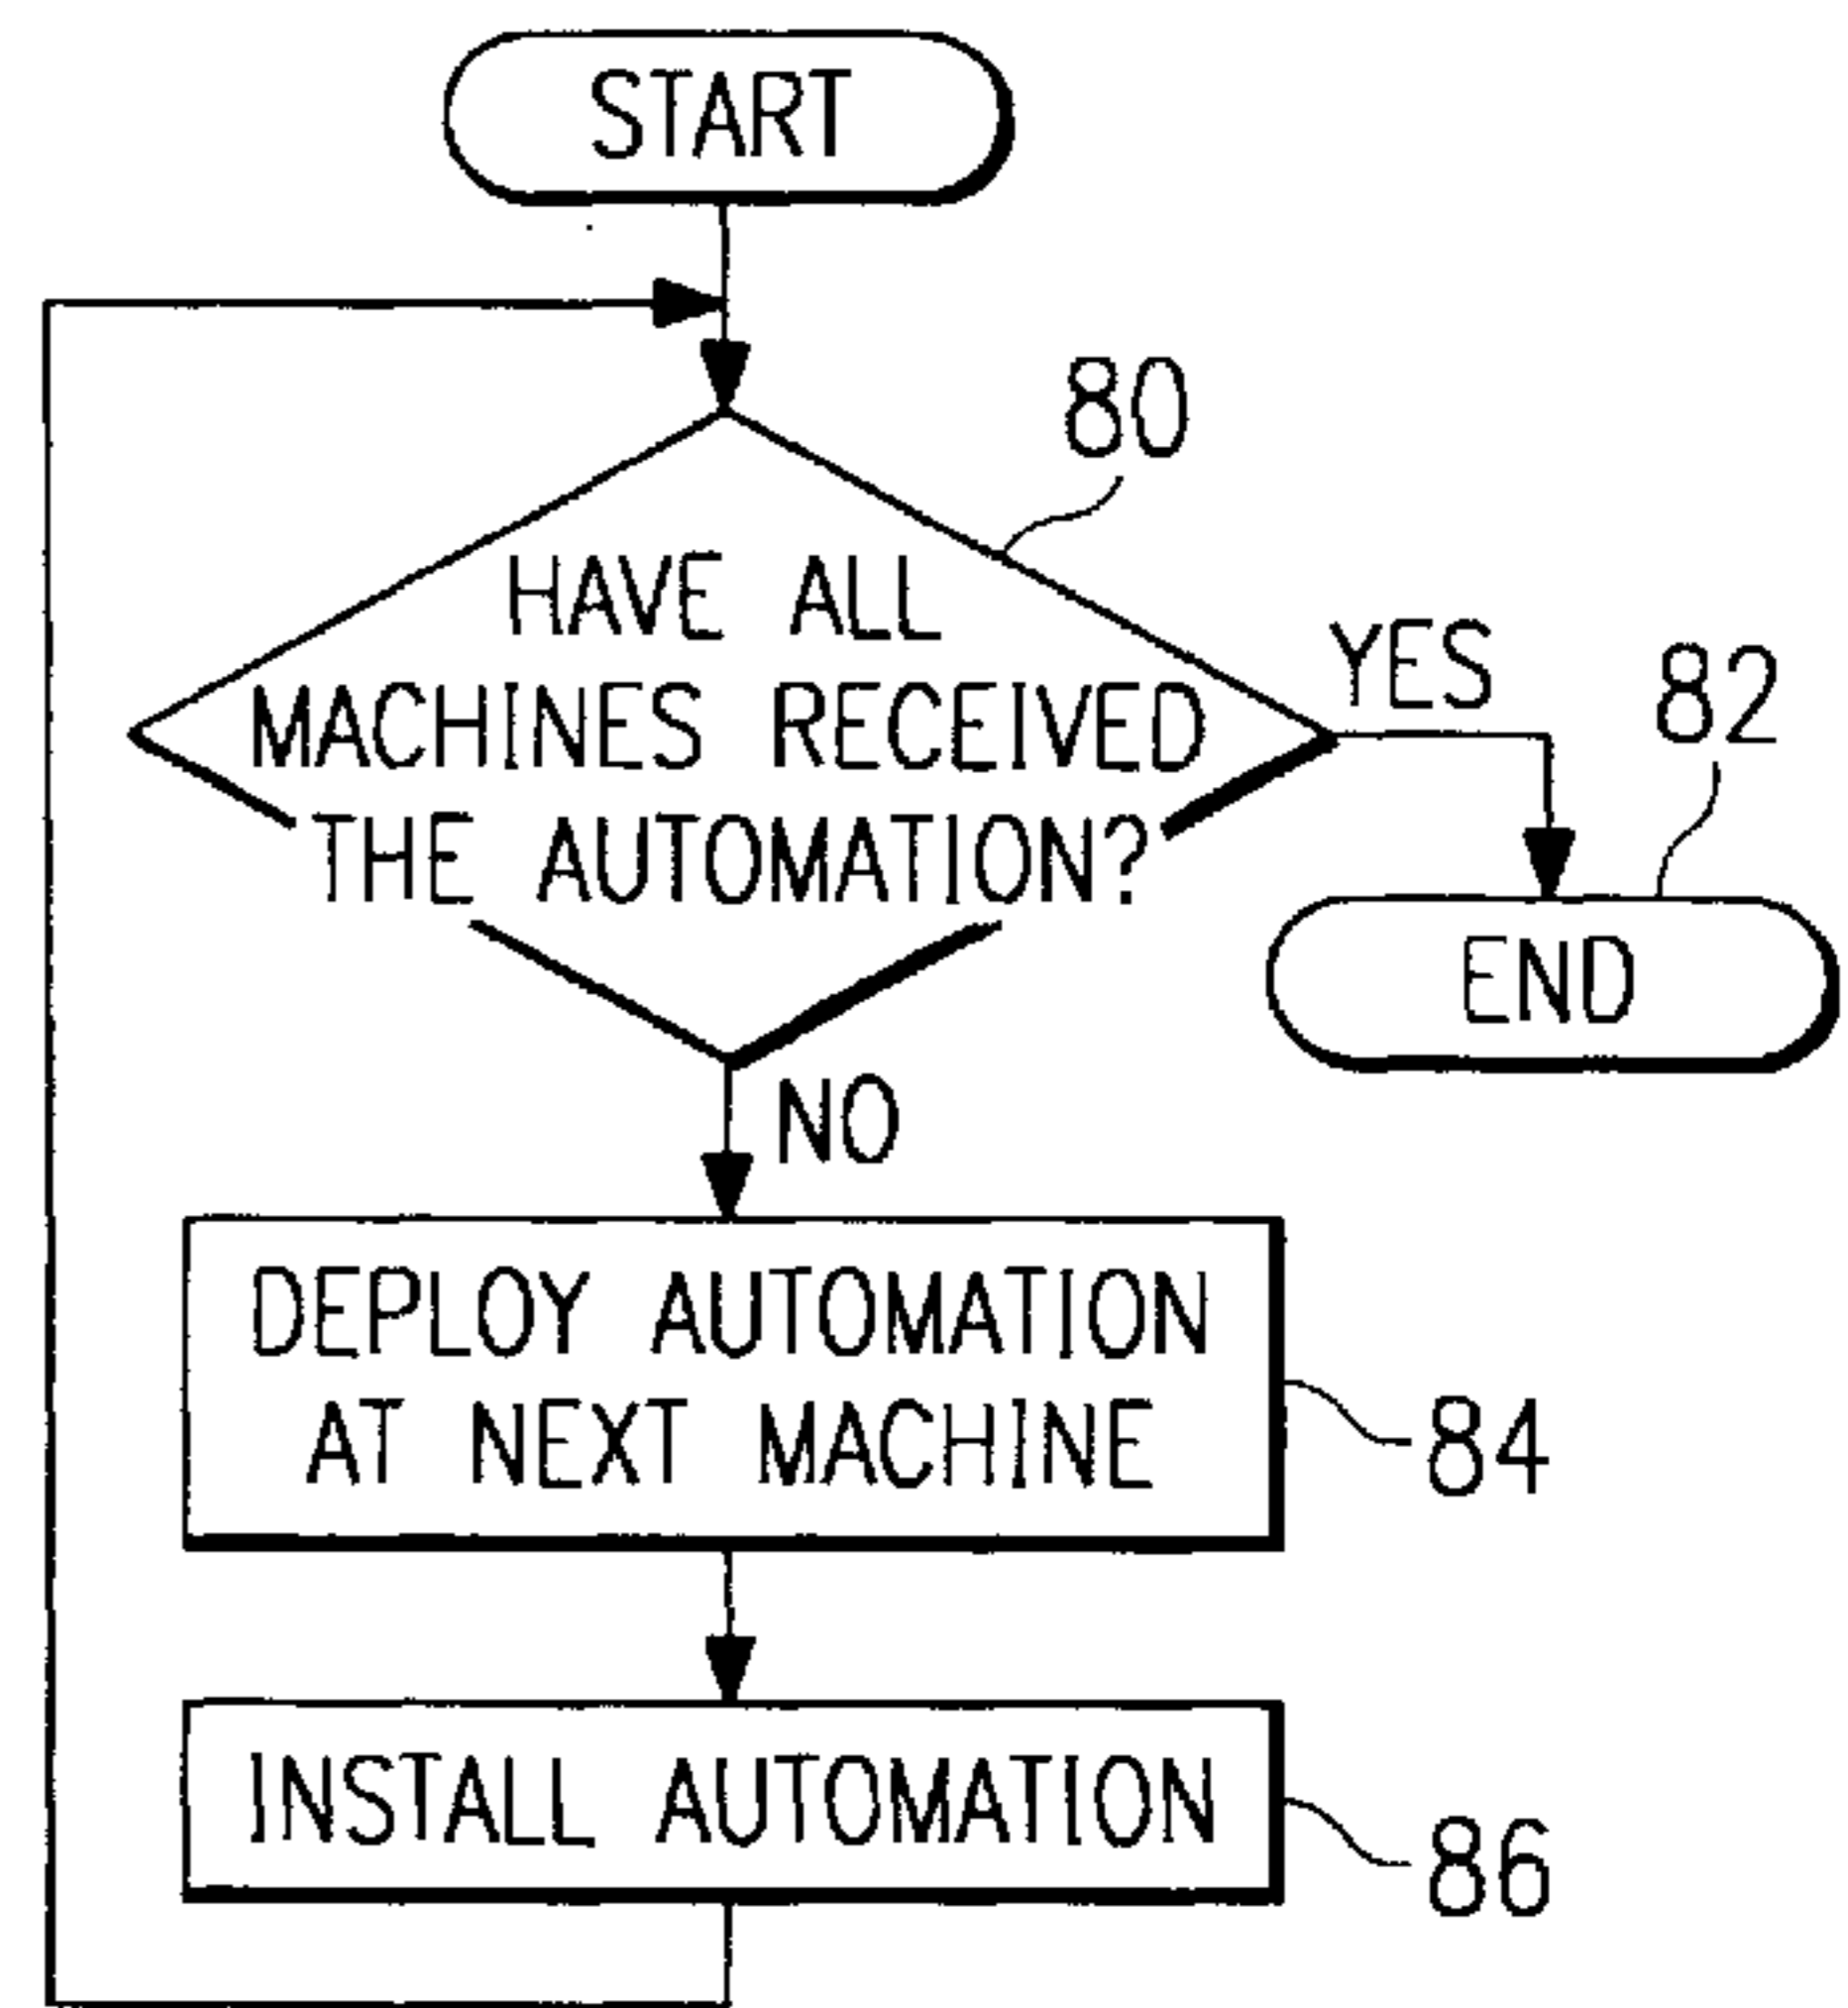 START
80
HAVE ALL
MACHINES RECEIVED
THE AUTOMATION?
YES
82
END
NO
DEPLOY AUTOMATION
AT NEXT MACHINE
84
INSTALL AUTOMATION
86